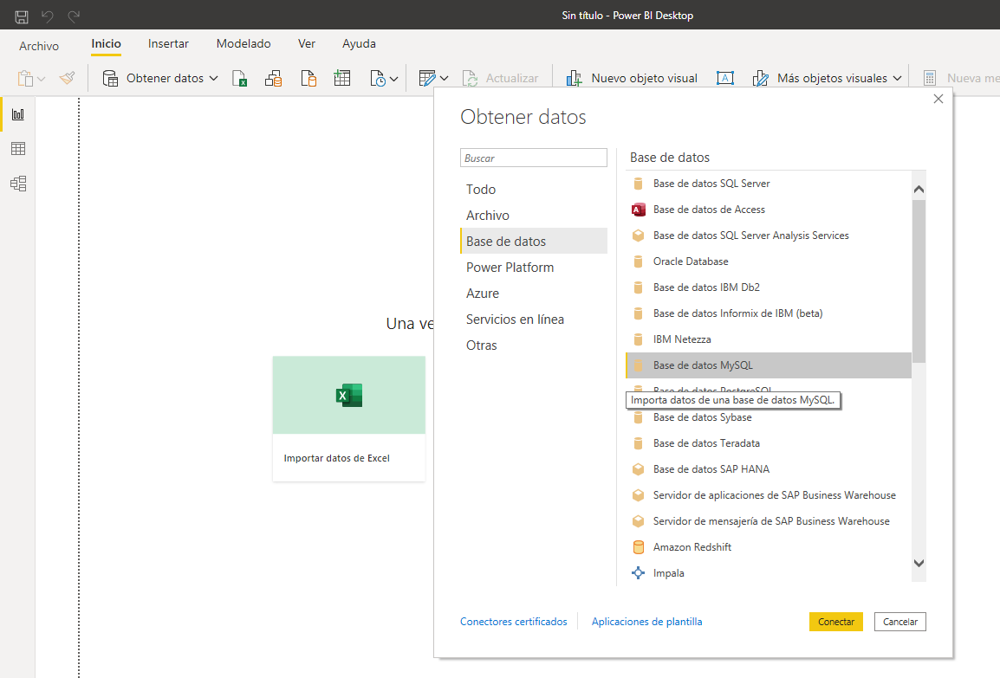 Sin título - Power BI Desktop
Archivo Inicio Insertar Modelado Ver Ayuda
Obtener datos Actualizar Nuevo objeto visual A Más objetos visuales Nueva me
Obtener datos
Buscar
Todo
Archivo
Base de datos
Power Platform
Azure
Servicios en línea
Otras
Base de datos
Base de datos SQL Server
A Base de datos de Access
Base de datos SQL Server Analysis Services
Oracle Database
Base de datos IBM Db2
Base de datos Informix de IBM (beta)
IBM Netezza
Base de datos MySQL
Base de datos PostgreSQL
Importa datos de una base de datos MySQL.
Base de datos Sybase
Base de datos Teradata
Base de datos SAP HANA
Servidor de aplicaciones de SAP Business Warehouse
Servidor de mensajería de SAP Business Warehouse
Amazon Redshift
Impala
Conectores certificados Aplicaciones de plantilla Conectar Cancelar
Una ve
X
Importar datos de Excel